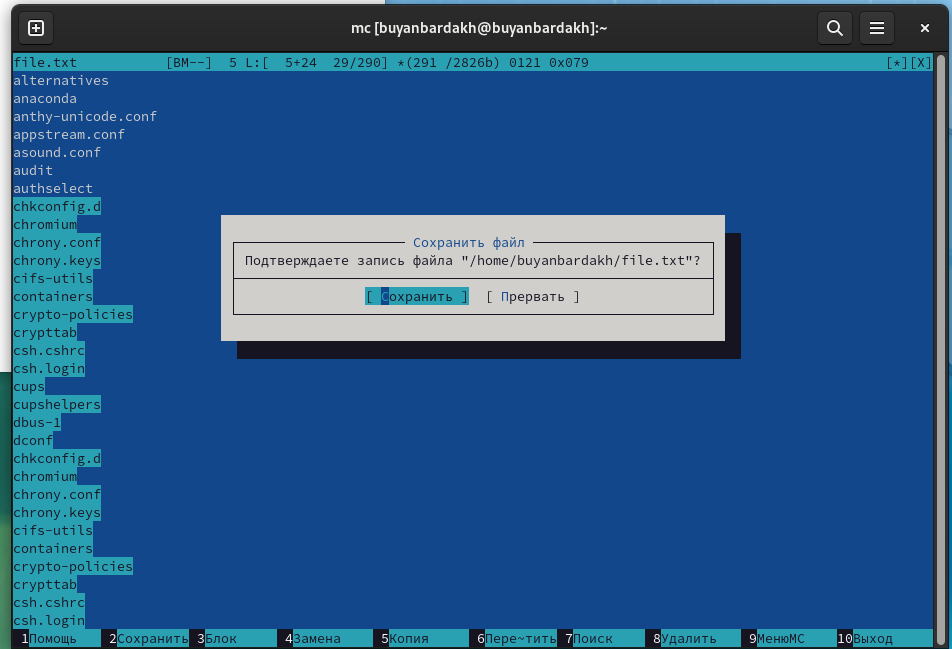 mc [buyanbardakh@buyanbardakh]:~
file.txt [BM--] 5 L:[ 5+24 29/290] *(291 /2826b) 0121 0x079 [*][X]
alternatives
anaconda
anthy-unicode.conf
appstream.conf
asound.conf
audit
authselect
chkconfig.d
chromium
chrony.conf
chrony.keys
cifs-utils
containers
crypto-policies
crypttab
csh.cshrc
csh.login
cups
cupshelpers
dbus-1
dconf
chkconfig.d
chromium
chrony.conf
chrony.keys
cifs-utils
containers
crypto-policies
crypttab
csh.cshrc
csh.login
Сохранить файл
Подтверждаете запись файла "/home/buyanbardakh/file.txt"?
[ Сохранить ] [ Прервать ]
1Помощь 2Сохранить 3Блок 4Замена 5Копия 6Пере~тить 7Поиск 8Удалить 9МенюMC 10Выход